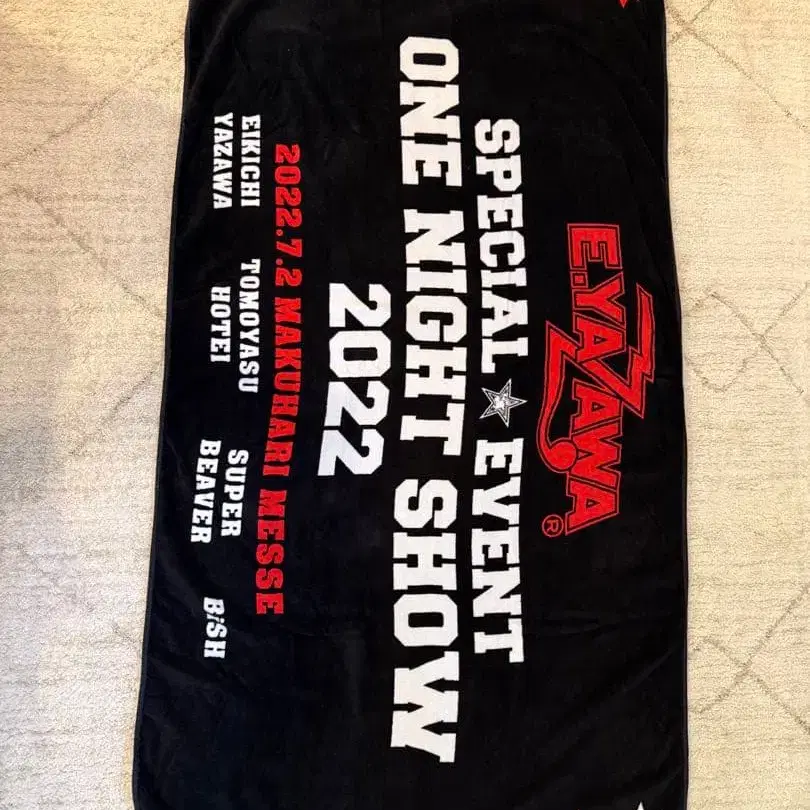 E.YAZAWA®
SPECIAL★EVENT
ONE NIGHT SHOW
2022
2022.7.2 MAKUHARI MESSE
EIKICHI
YAZAWA
TOMOYASU
HOTEI
SUPER
BEAVER
BiSH